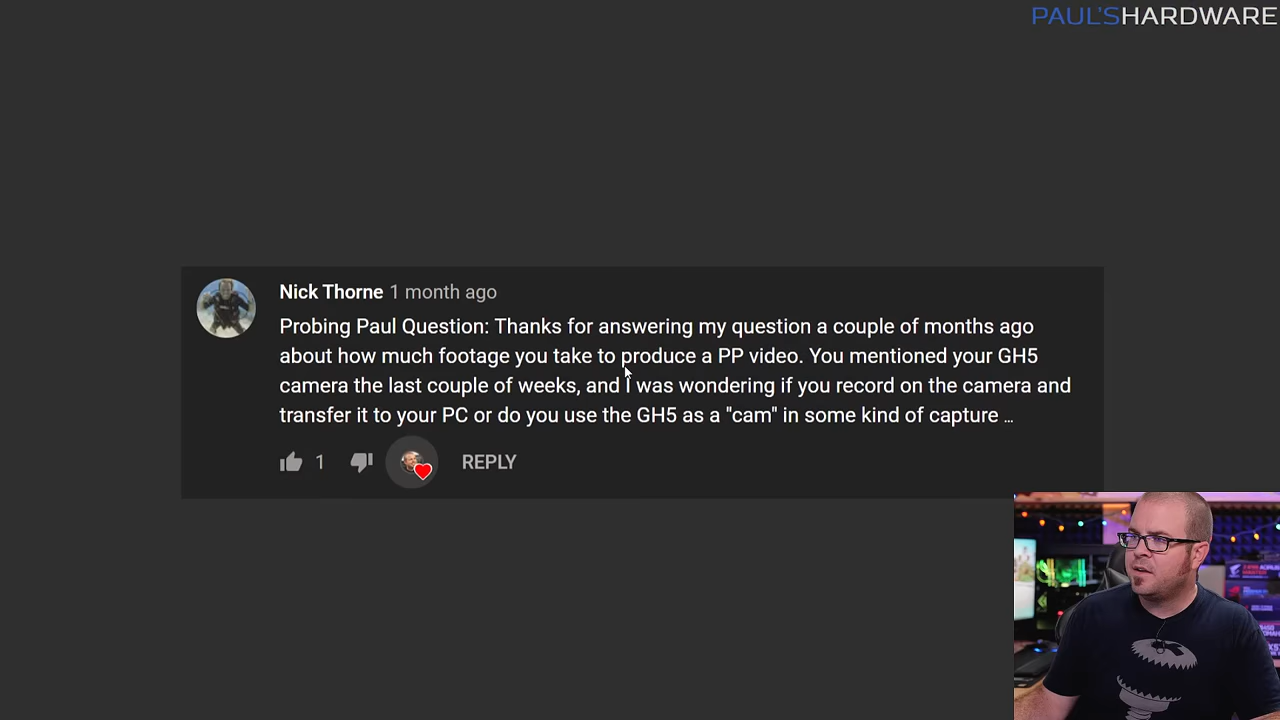 PAUL'SHARDWARE
Nick Thorne 1 month ago
Probing Paul Question: Thanks for answering my question a couple of months ago
about how much footage you take to produce a PP video. You mentioned your GH5
camera the last couple of weeks, and I was wondering if you record on the camera and
transfer it to your PC or do you use the GH5 as a "cam" in some kind of capture ...
1 REPLY